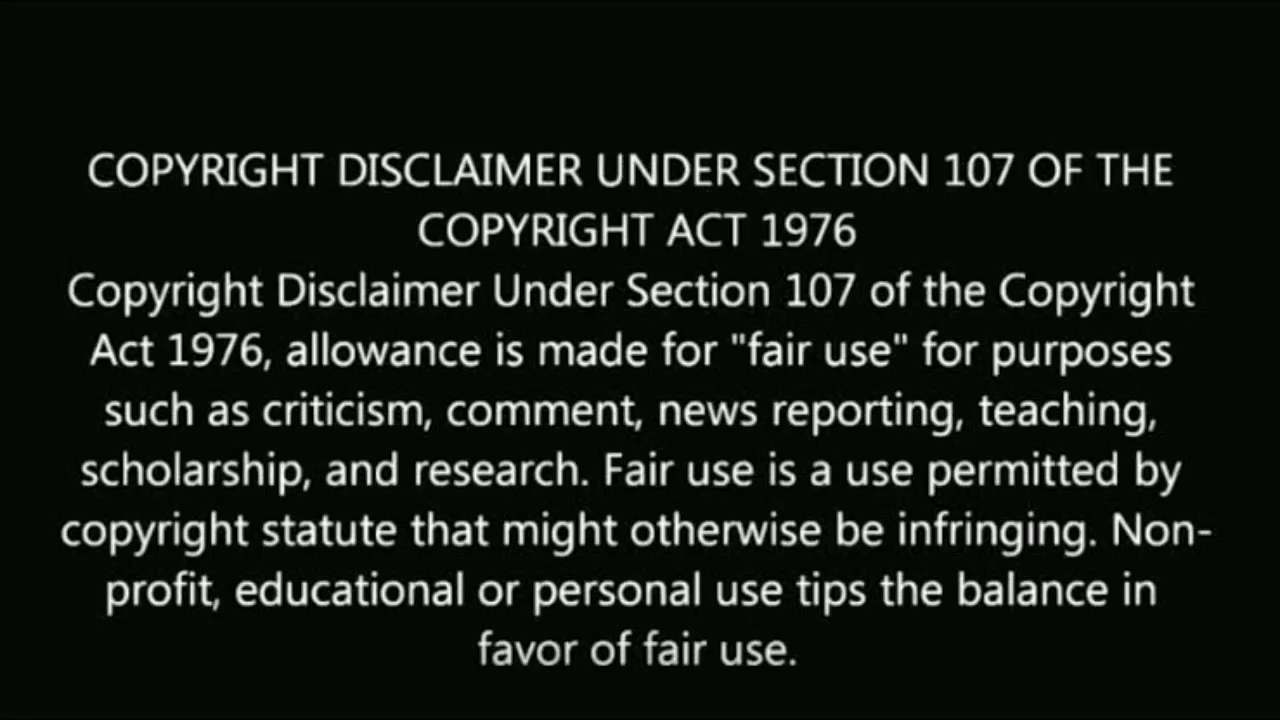 COPYRIGHT DISCLAIMER UNDER SECTION 107 OF THE
COPYRIGHT ACT 1976
Copyright Disclaimer Under Section 107 of the Copyright
Act 1976, allowance is made for "fair use" for purposes
such as criticism, comment, news reporting, teaching,
scholarship, and research. Fair use is a use permitted by
copyright statute that might otherwise be infringing. Non-
profit, educational or personal use tips the balance in
favor of fair use.